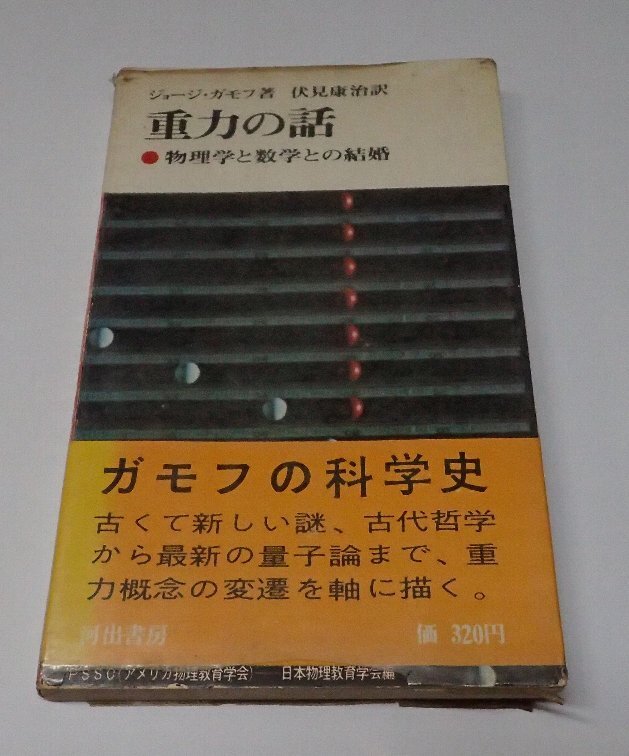 ジョージ・ガモフ著 伏見康治訳
重力の話
●物理学と数学との結婚
ガモフの科学史
古くて新しい謎、古代哲学
から最新の量子論まで、重
力概念の変遷を軸に描く。
河出書房 価 320円
PSSC(アメリカ物理教育学会) 日本物理教育学会編